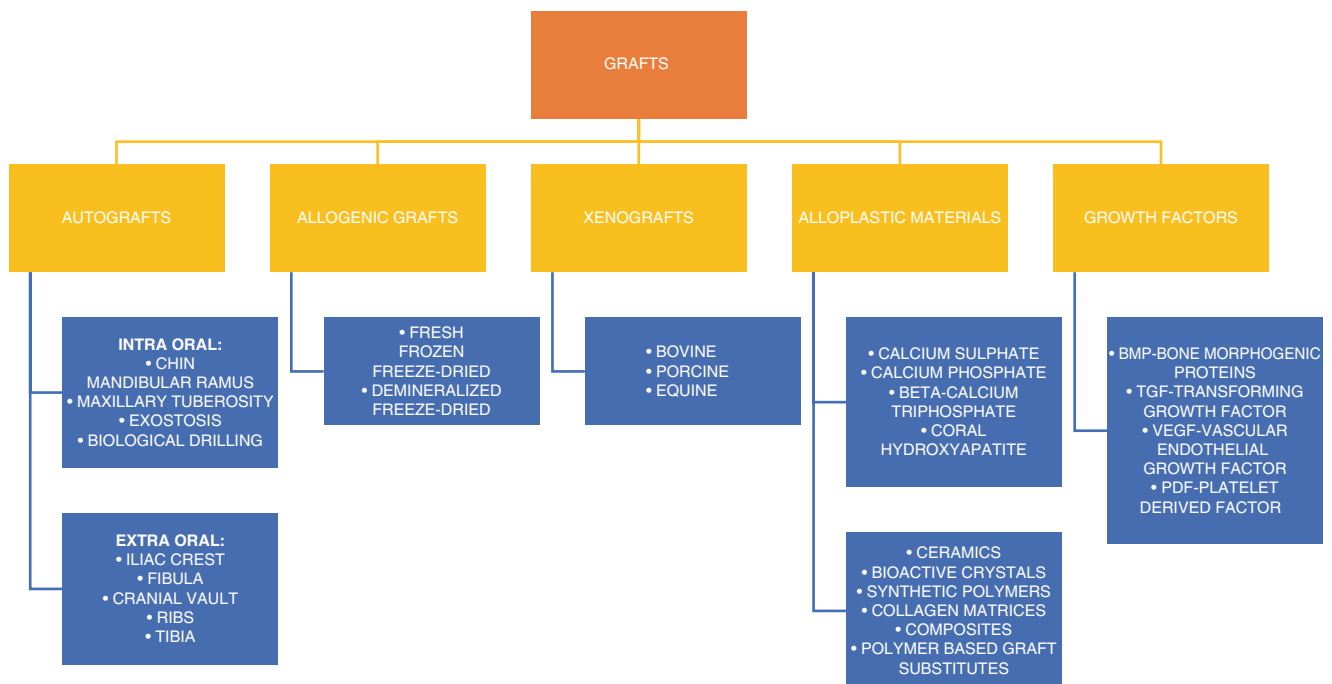 GRAFTS
AUTOGRAFTS
ALLOGENIC GRAFTS
XENOGRAFTS
ALLOPLASTIC MATERIALS
GROWTH FACTORS
INTRA ORAL:
• CHIN
MANDIBULAR RAMUS
• MAXILLARY TUBEROSITY
• EXOSTOSIS
• BIOLOGICAL DRILLING
EXTRA ORAL:
• ILIAC CREST
• FIBULA
• CRANIAL VAULT
• RIBS
• TIBIA
• FRESH
FROZEN
FREEZE-DRIED
• DEMINERALIZED
FREEZE-DRIED
• BOVINE
• PORCINE
• EQUINE
• CALCIUM SULPHATE
• CALCIUM PHOSPHATE
• BETA-CALCIUM
TRIPHOSPHATE
• CORAL
HYDROXYAPATITE
• CERAMICS
• BIOACTIVE CRYSTALS
• SYNTHETIC POLYMERS
• COLLAGEN MATRICES
• COMPOSITES
• POLYMER BASED GRAFT
SUBSTITUTES
• BMP-BONE MORPHOGENIC
PROTEINS
• TGF-TRANSFORMING
GROWTH FACTOR
• VEGF-VASCULAR
ENDOTHELIAL
GROWTH FACTOR
• PDF-PLATELET
DERIVED FACTOR